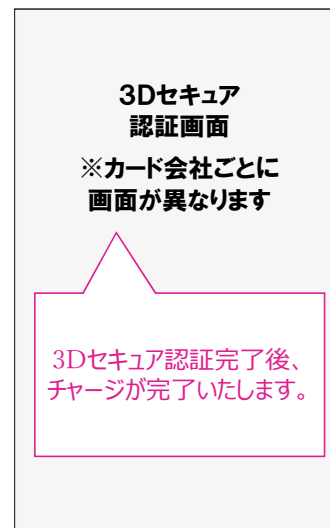 3Dセキュア
認証画面
※カード会社ごとに
画面が異なります
3Dセキュア認証完了後、
チャージが完了いたします。